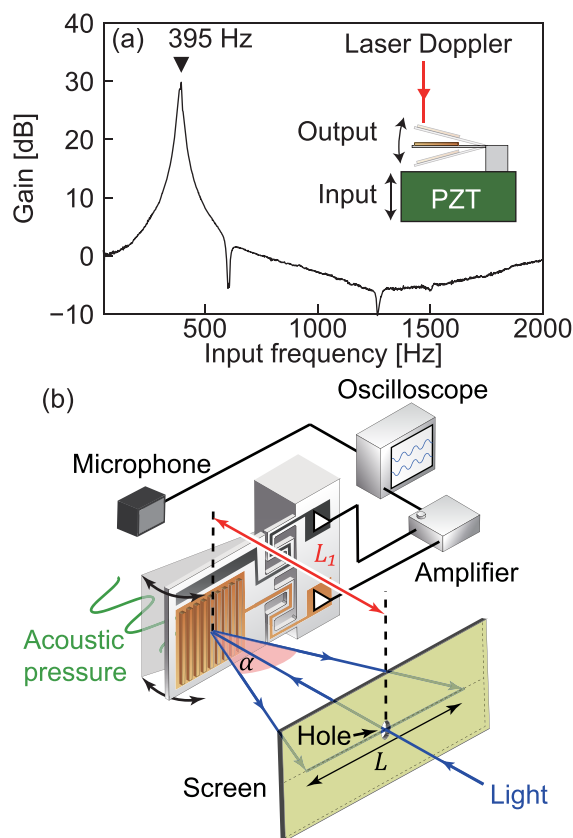 (a)
395 Hz
Laser Doppler
Output
Input
PZT
Gain [dB]
40
30
20
10
0
−10
500
1000
1500
2000
Input frequency [Hz]
(b)
Oscilloscope
Microphone
L₁
Amplifier
Acoustic
pressure
α
Hole
L
Screen
Light